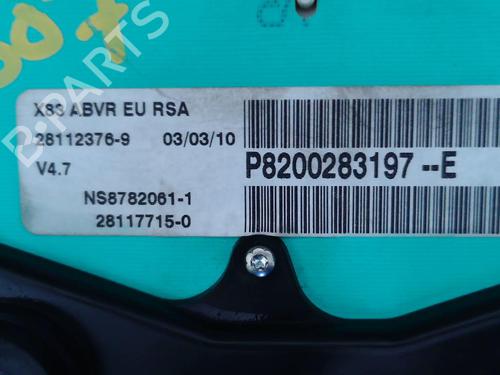 X83 ABVR EU RSA
28112376-9 03/03/10
V4.7
P8200283197--E
NS8782061-1
28117715-0
B-PARTS